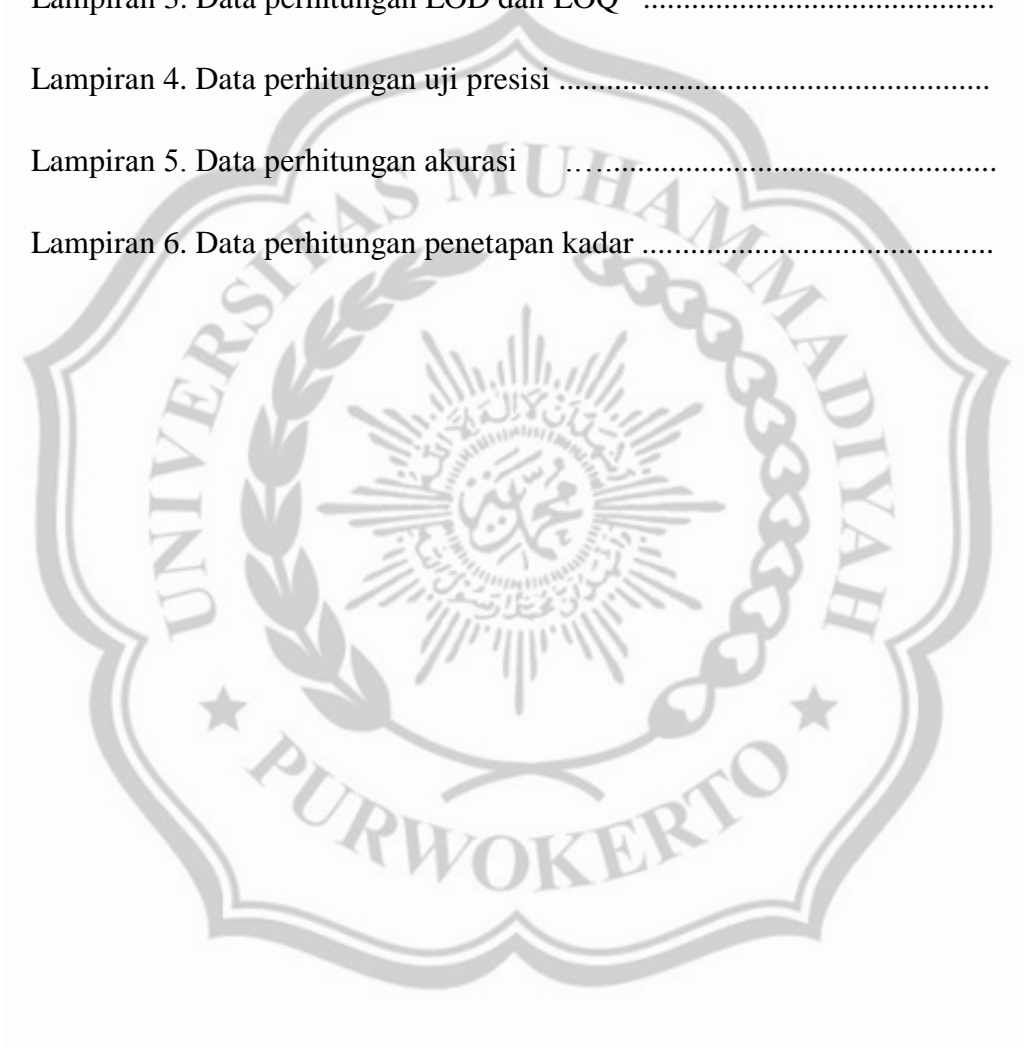 Lampiran 3. Data perhitungan LOD dan LOQ ............................................
Lampiran 4. Data perhitungan uji presisi ......................................................
Lampiran 5. Data perhitungan akurasi ….................................................
Lampiran 6. Data perhitungan penetapan kadar ...........................................
UNIVERSITAS MUHAMMADIYAH
PURWOKERTO
محمدية